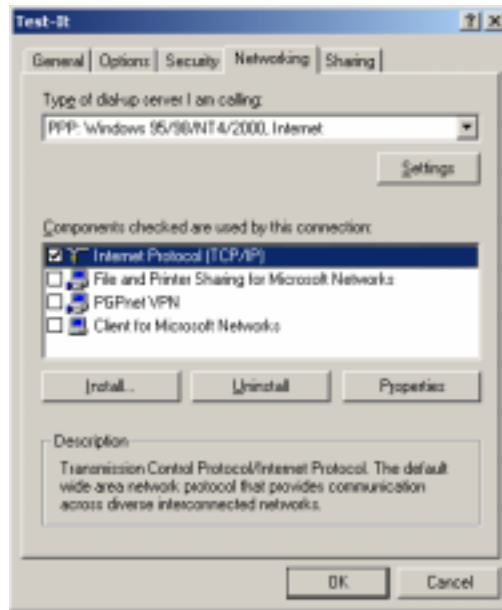 Test-It
General Options Security Networking Sharing
Type of dial-up server I am calling:
PPP: Windows 95/98/NT4/2000, Internet
Settings
Components checked are used by this connection:
Internet Protocol (TCP/IP)
File and Printer Sharing for Microsoft Networks
PGPnet VPN
Client for Microsoft Networks
Install... Uninstall Properties
Description
Transmission Control Protocol/Internet Protocol. The default
wide area network protocol that provides communication
across diverse interconnected networks.
OK Cancel